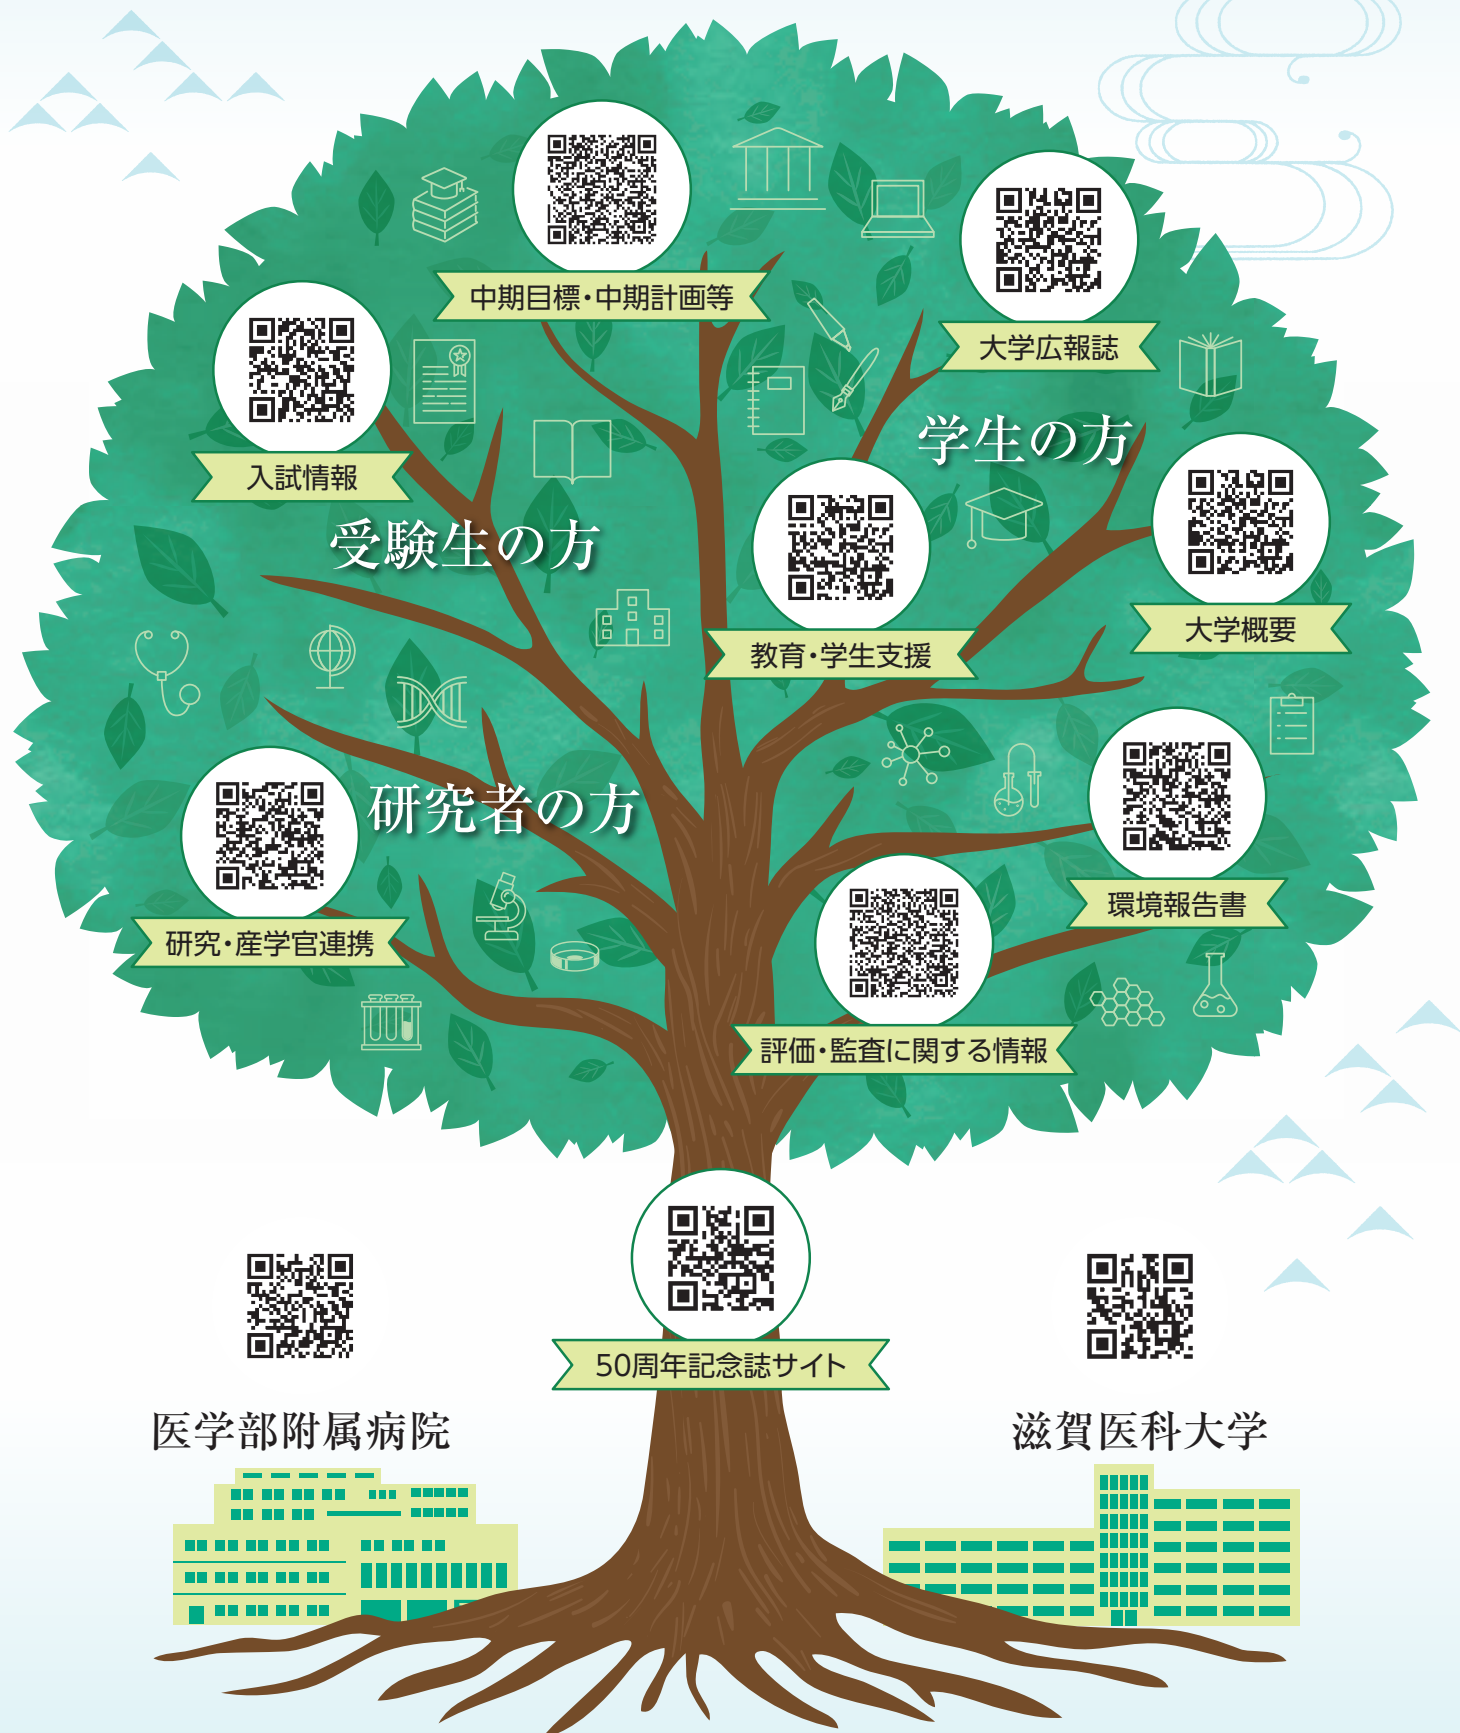 中期目標・中期計画等
大学広報誌
入試情報
学生の方
受験生の方
大学概要
教育・学生支援
研究者の方
環境報告書
研究・産学官連携
評価・監査に関する情報
50周年記念誌サイト
医学部附属病院
滋賀医科大学